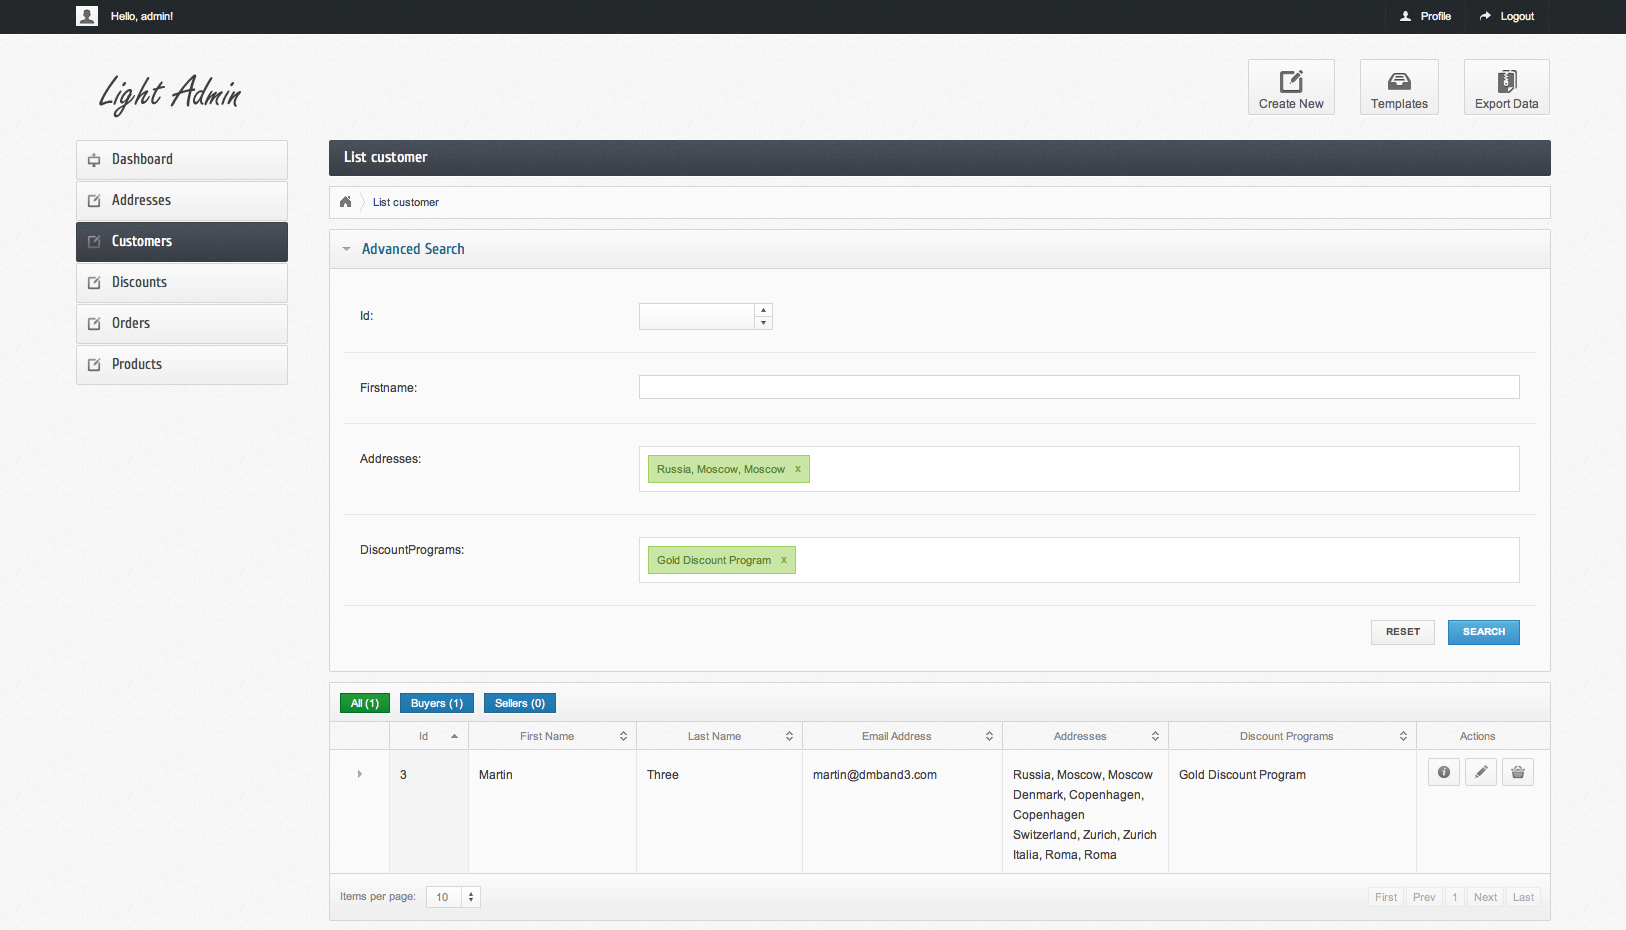 Hello, admin!
Profile
Logout
Light Admin
Create New
Templates
Export Data
Dashboard
Addresses
Customers
Discounts
Orders
Products
List customer
List customer
Advanced Search
Id:
Firstname:
Addresses:
Russia, Moscow, Moscow x
DiscountPrograms:
Gold Discount Program x
RESET
SEARCH
All (1)
Buyers (1)
Sellers (0)
Id
First Name
Last Name
Email Address
Addresses
Discount Programs
Actions
3
Martin
Three
martin@dmband3.com
Russia, Moscow, Moscow
Denmark, Copenhagen,
Copenhagen
Switzerland, Zurich, Zurich
Italia, Roma, Roma
Gold Discount Program
Items per page:
10
First
Prev
1
Next
Last